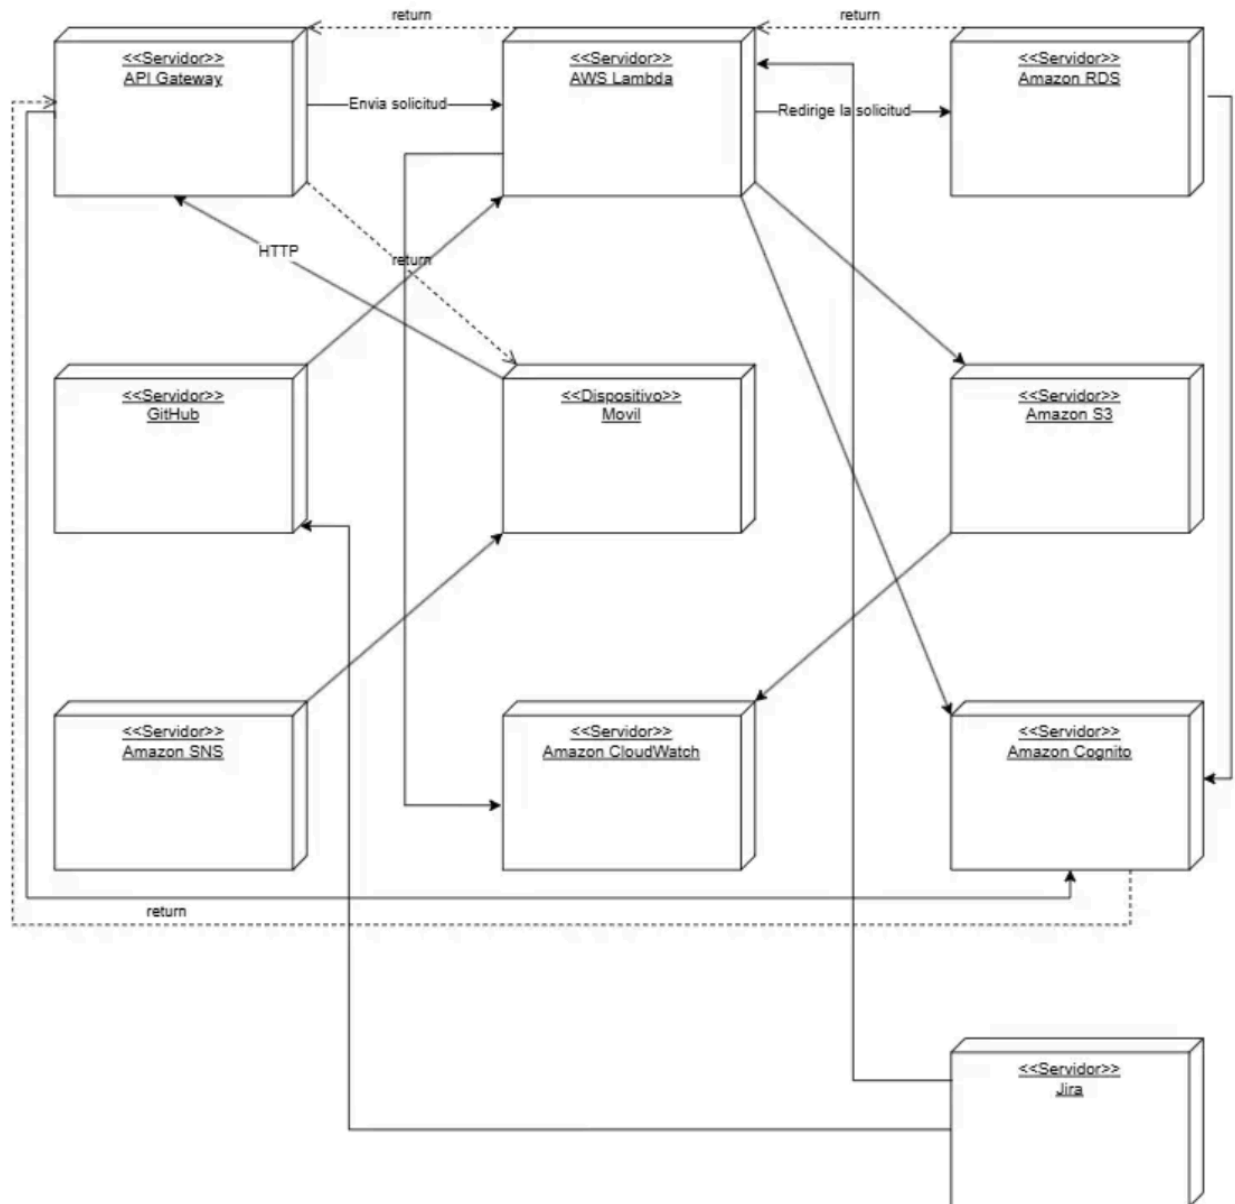 return
return
<<Servidor>>
API Gateway
<<Servidor>>
AWS Lambda
<<Servidor>>
Amazon RDS
Envia solicitud
Redirige la solicitud
HTTP
return
<<Servidor>>
GitHub
<<Dispositivo>>
Movil
<<Servidor>>
Amazon S3
<<Servidor>>
Amazon SNS
<<Servidor>>
Amazon CloudWatch
<<Servidor>>
Amazon Cognito
return
<<Servidor>>
Jira